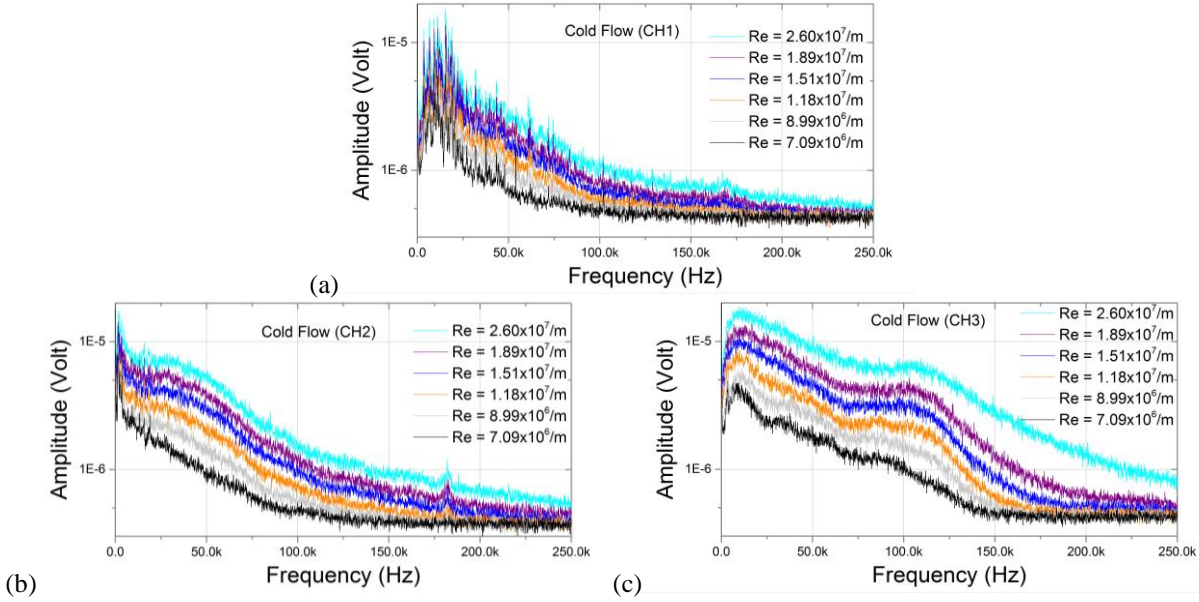 Cold Flow (CH1)
Re = 2.60x10⁷/m
Re = 1.89x10⁷/m
Re = 1.51x10⁷/m
Re = 1.18x10⁷/m
Re = 8.99x10⁶/m
Re = 7.09x10⁶/m
1E-5
1E-6
Amplitude (Volt)
0.0 50.0k 100.0k 150.0k 200.0k 250.0k
Frequency (Hz)
(a)
Cold Flow (CH2)
Re = 2.60x10⁷/m
Re = 1.89x10⁷/m
Re = 1.51x10⁷/m
Re = 1.18x10⁷/m
Re = 8.99x10⁶/m
Re = 7.09x10⁶/m
1E-5
1E-6
Amplitude (Volt)
0.0 50.0k 100.0k 150.0k 200.0k 250.0k
Frequency (Hz)
(b)
Cold Flow (CH3)
Re = 2.60x10⁷/m
Re = 1.89x10⁷/m
Re = 1.51x10⁷/m
Re = 1.18x10⁷/m
Re = 8.99x10⁶/m
Re = 7.09x10⁶/m
1E-5
1E-6
Amplitude (Volt)
0.0 50.0k 100.0k 150.0k 200.0k 250.0k
Frequency (Hz)
(c)